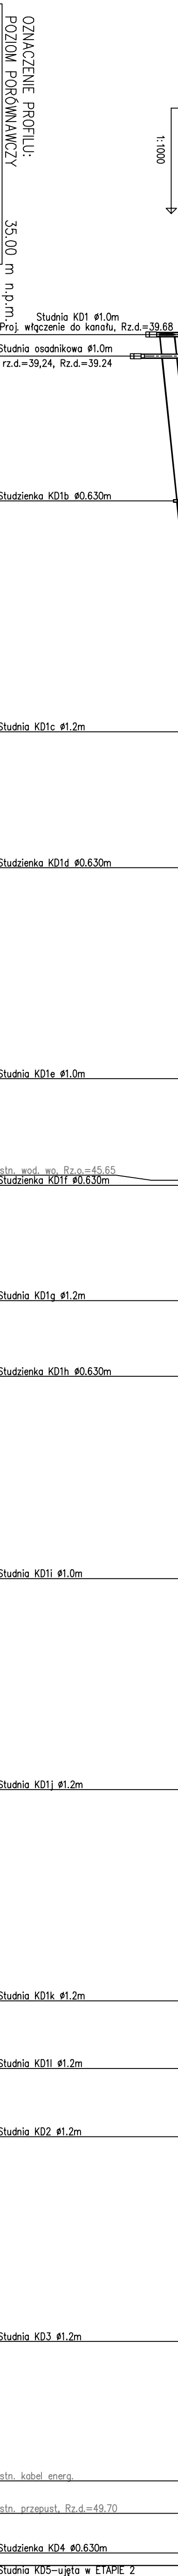 OZNACZENIE PROFILU:
POZIOM PORÓWNAWCZY 35.00 m n.p.m.
1:1000
Studnia KD1 ø1.0m
Proj. włączenie do kanału, Rz.d.=39.68
Studnia osadnikowa ø1.0m
rz.d.=39,24, Rz.d.=39.24
Studzienka KD1b ø0.630m
Studnia KD1c ø1.2m
Studzienka KD1d ø0.630m
Studnia KD1e ø1.0m
stn. wod. wo, Rz.o.=45.65
Studzienka KD1f ø0.630m
Studnia KD1g ø1.2m
Studzienka KD1h ø0.630m
Studnia KD1i ø1.0m
Studnia KD1j ø1.2m
Studnia KD1k ø1.2m
Studnia KD1l ø1.2m
Studnia KD2 ø1.2m
Studnia KD3 ø1.2m
stn. kabel energ.
stn. przepust, Rz.d.=49.70
Studzienka KD4 ø0.630m
Studnia KD5-ujęta w ETAPIE 2